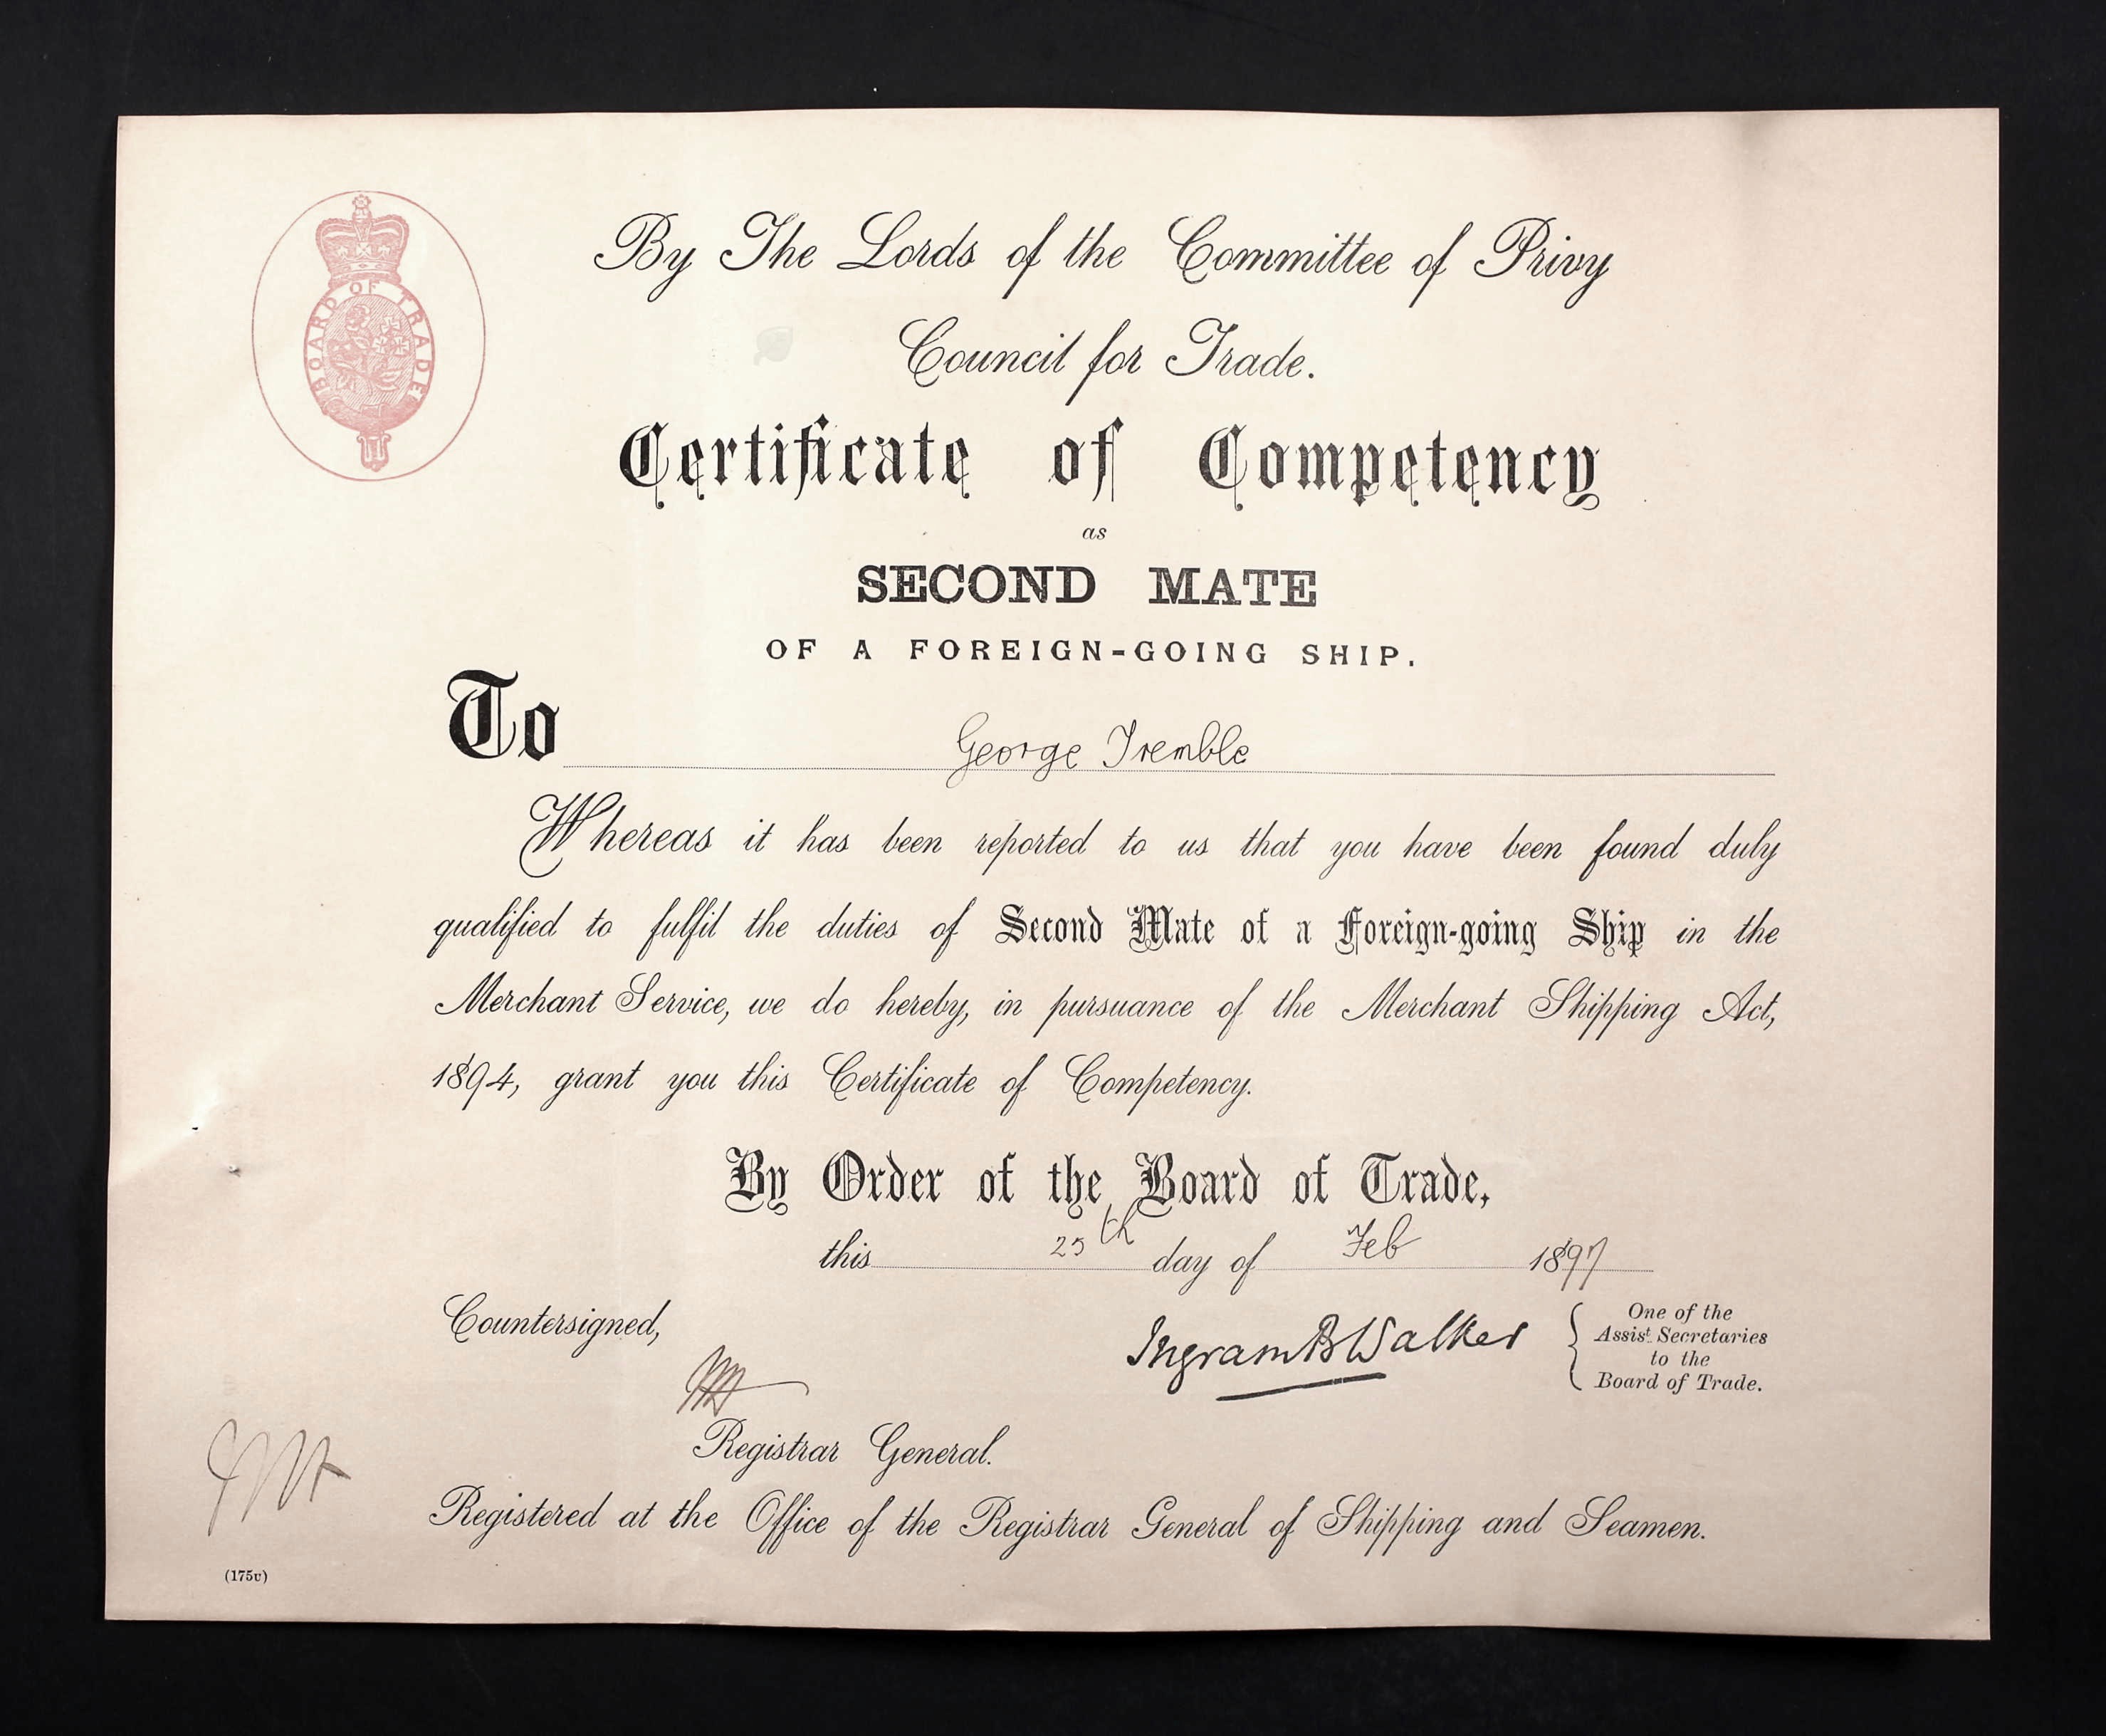 BOARD OF TRADE
By The Lords of the Committee of Privy
Council for Trade.
Certificate of Competency
as
SECOND MATE
OF A FOREIGN-GOING SHIP.
To George Tremble
Whereas it has been reported to us that you have been found duly
qualified to fulfil the duties of Second Mate of a Foreign-going Ship in the
Merchant Service, we do hereby, in pursuance of the Merchant Shipping Act,
1894, grant you this Certificate of Competency.
By Order of the Board of Trade,
this 25th day of Feb 1897
Countersigned,
Ingram B Walker
One of the
Assist. Secretaries
to the
Board of Trade.
Registrar General.
Registered at the Office of the Registrar General of Shipping and Seamen.
(175v)